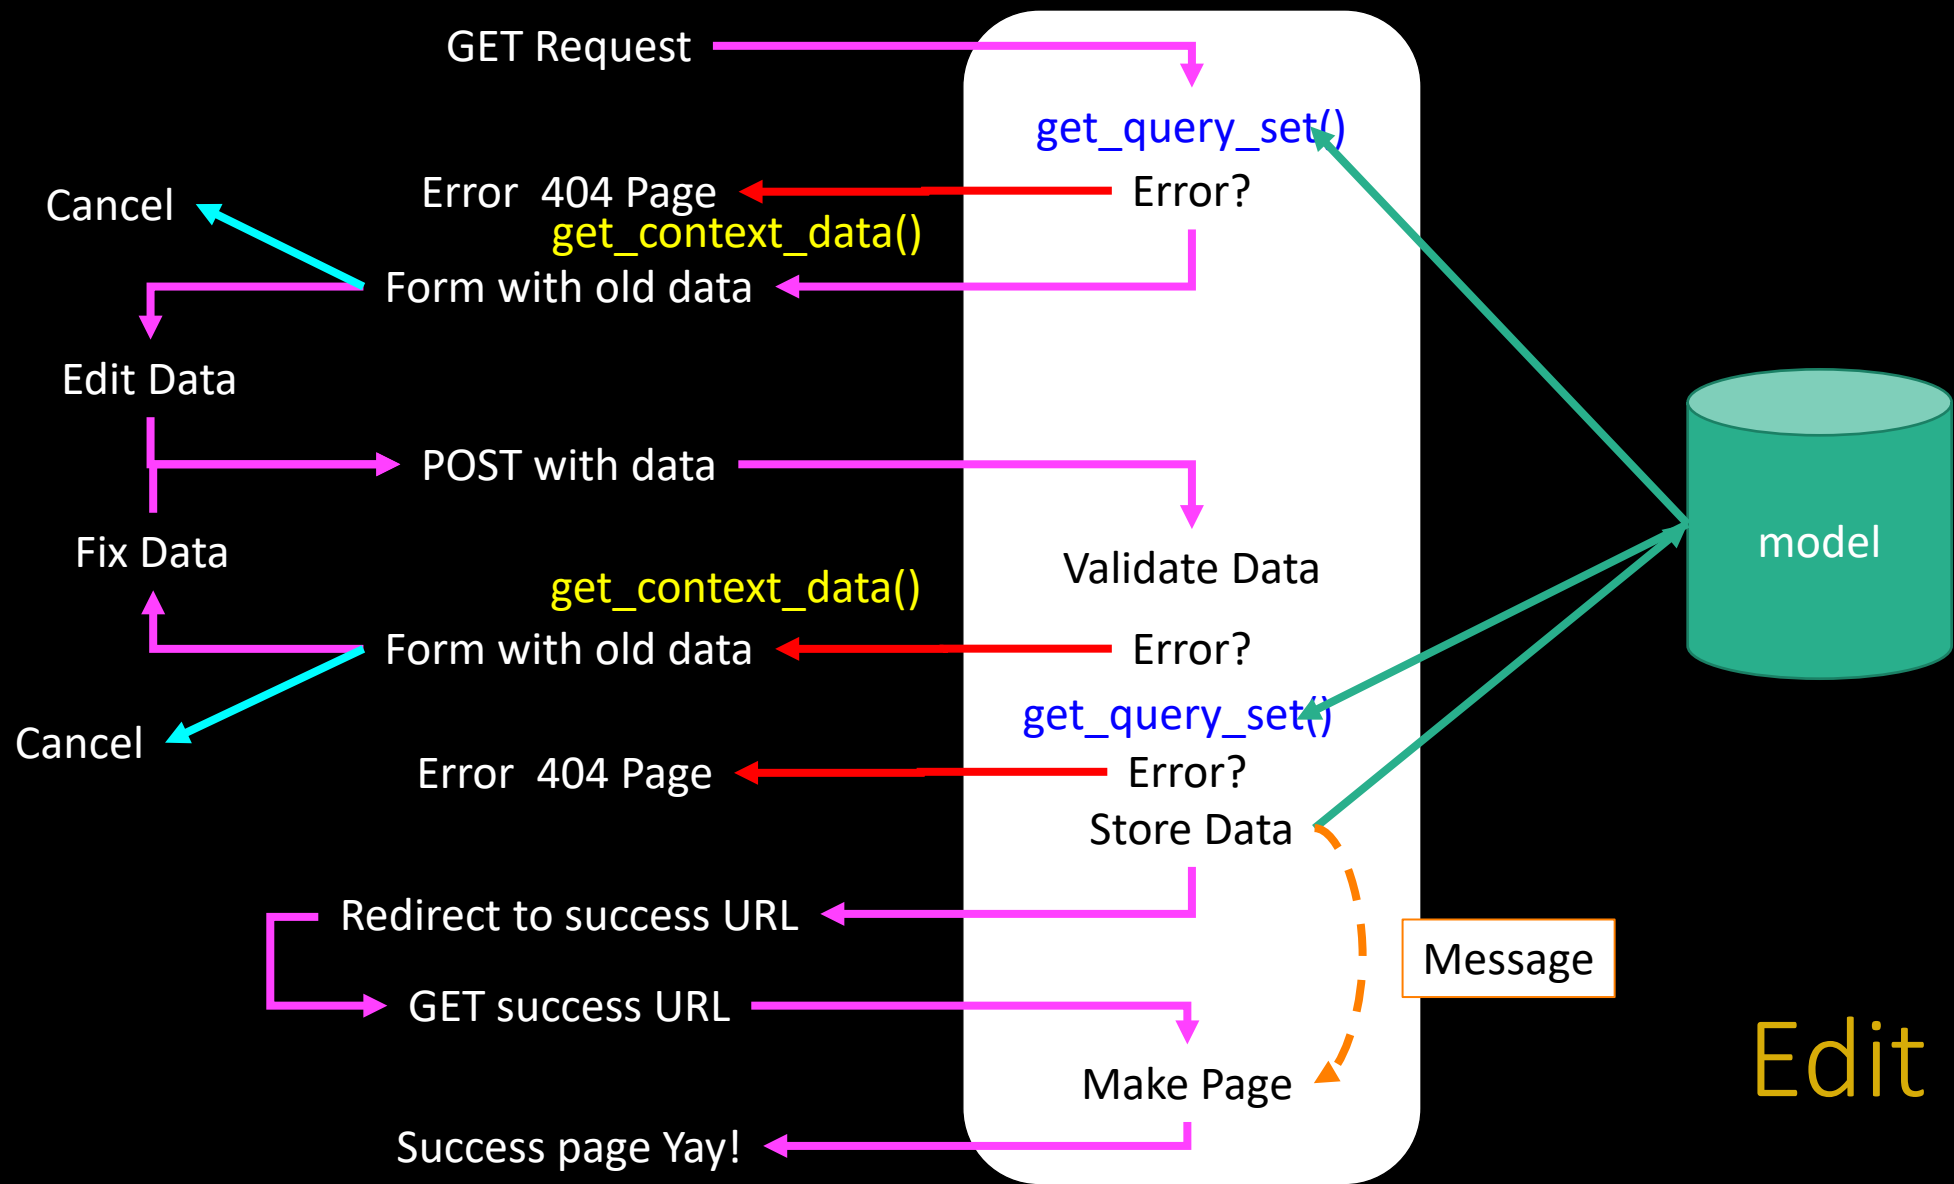 GET Request
get_query_set()
Error 404 Page
Error?
Cancel
get_context_data()
Form with old data
Edit Data
POST with data
model
Fix Data
Validate Data
get_context_data()
Form with old data
Error?
get_query_set()
Cancel
Error 404 Page
Error?
Store Data
Redirect to success URL
Message
GET success URL
Edit
Make Page
Success page Yay!